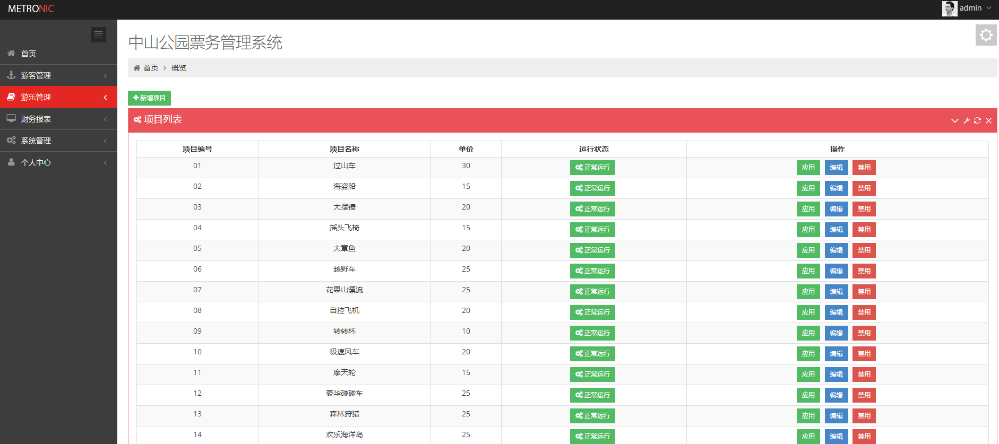 METRONIC
admin
首页
游客管理
游乐管理
财务报表
系统管理
个人中心
中山公园票务管理系统
首页 > 概览
新增项目
项目列表
项目编号 项目名称 单价 运行状态 操作
01 过山车 30 正常运行 应用 编辑 禁用
02 海盗船 15 正常运行 应用 编辑 禁用
03 大摆锤 20 正常运行 应用 编辑 禁用
04 摇头飞椅 15 正常运行 应用 编辑 禁用
05 大章鱼 20 正常运行 应用 编辑 禁用
06 越野车 25 正常运行 应用 编辑 禁用
07 花果山漂流 25 正常运行 应用 编辑 禁用
08 自控飞机 20 正常运行 应用 编辑 禁用
09 转转杯 10 正常运行 应用 编辑 禁用
10 极速风车 20 正常运行 应用 编辑 禁用
11 摩天轮 15 正常运行 应用 编辑 禁用
12 豪华碰碰车 25 正常运行 应用 编辑 禁用
13 森林狩猎 25 正常运行 应用 编辑 禁用
14 欢乐海洋岛 25 正常运行 应用 编辑 禁用